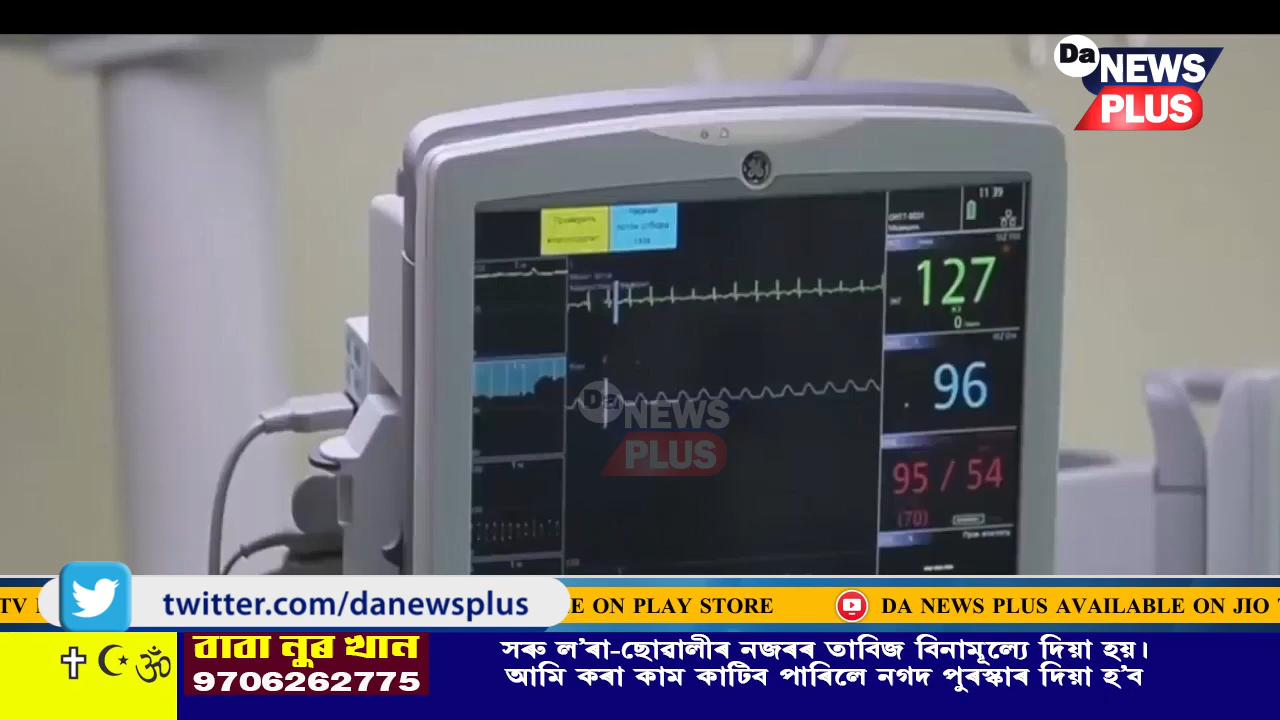 Da
NEWS
PLUS
11 39
127
0
96
95 / 54
(70)
Da
NEWS
PLUS
TV
twitter.com/danewsplus
E ON PLAY STORE
DA NEWS PLUS AVAILABLE ON JIO
বাবা নুৰ খান
9706262775
সৰু ল'ৰা-ছোৱালীৰ নজৰৰ তাবিজ বিনামূল্যে দিয়া হয়।
আমি কৰা কাম কাটিব পাৰিলে নগদ পুৰস্কাৰ দিয়া হ'ব